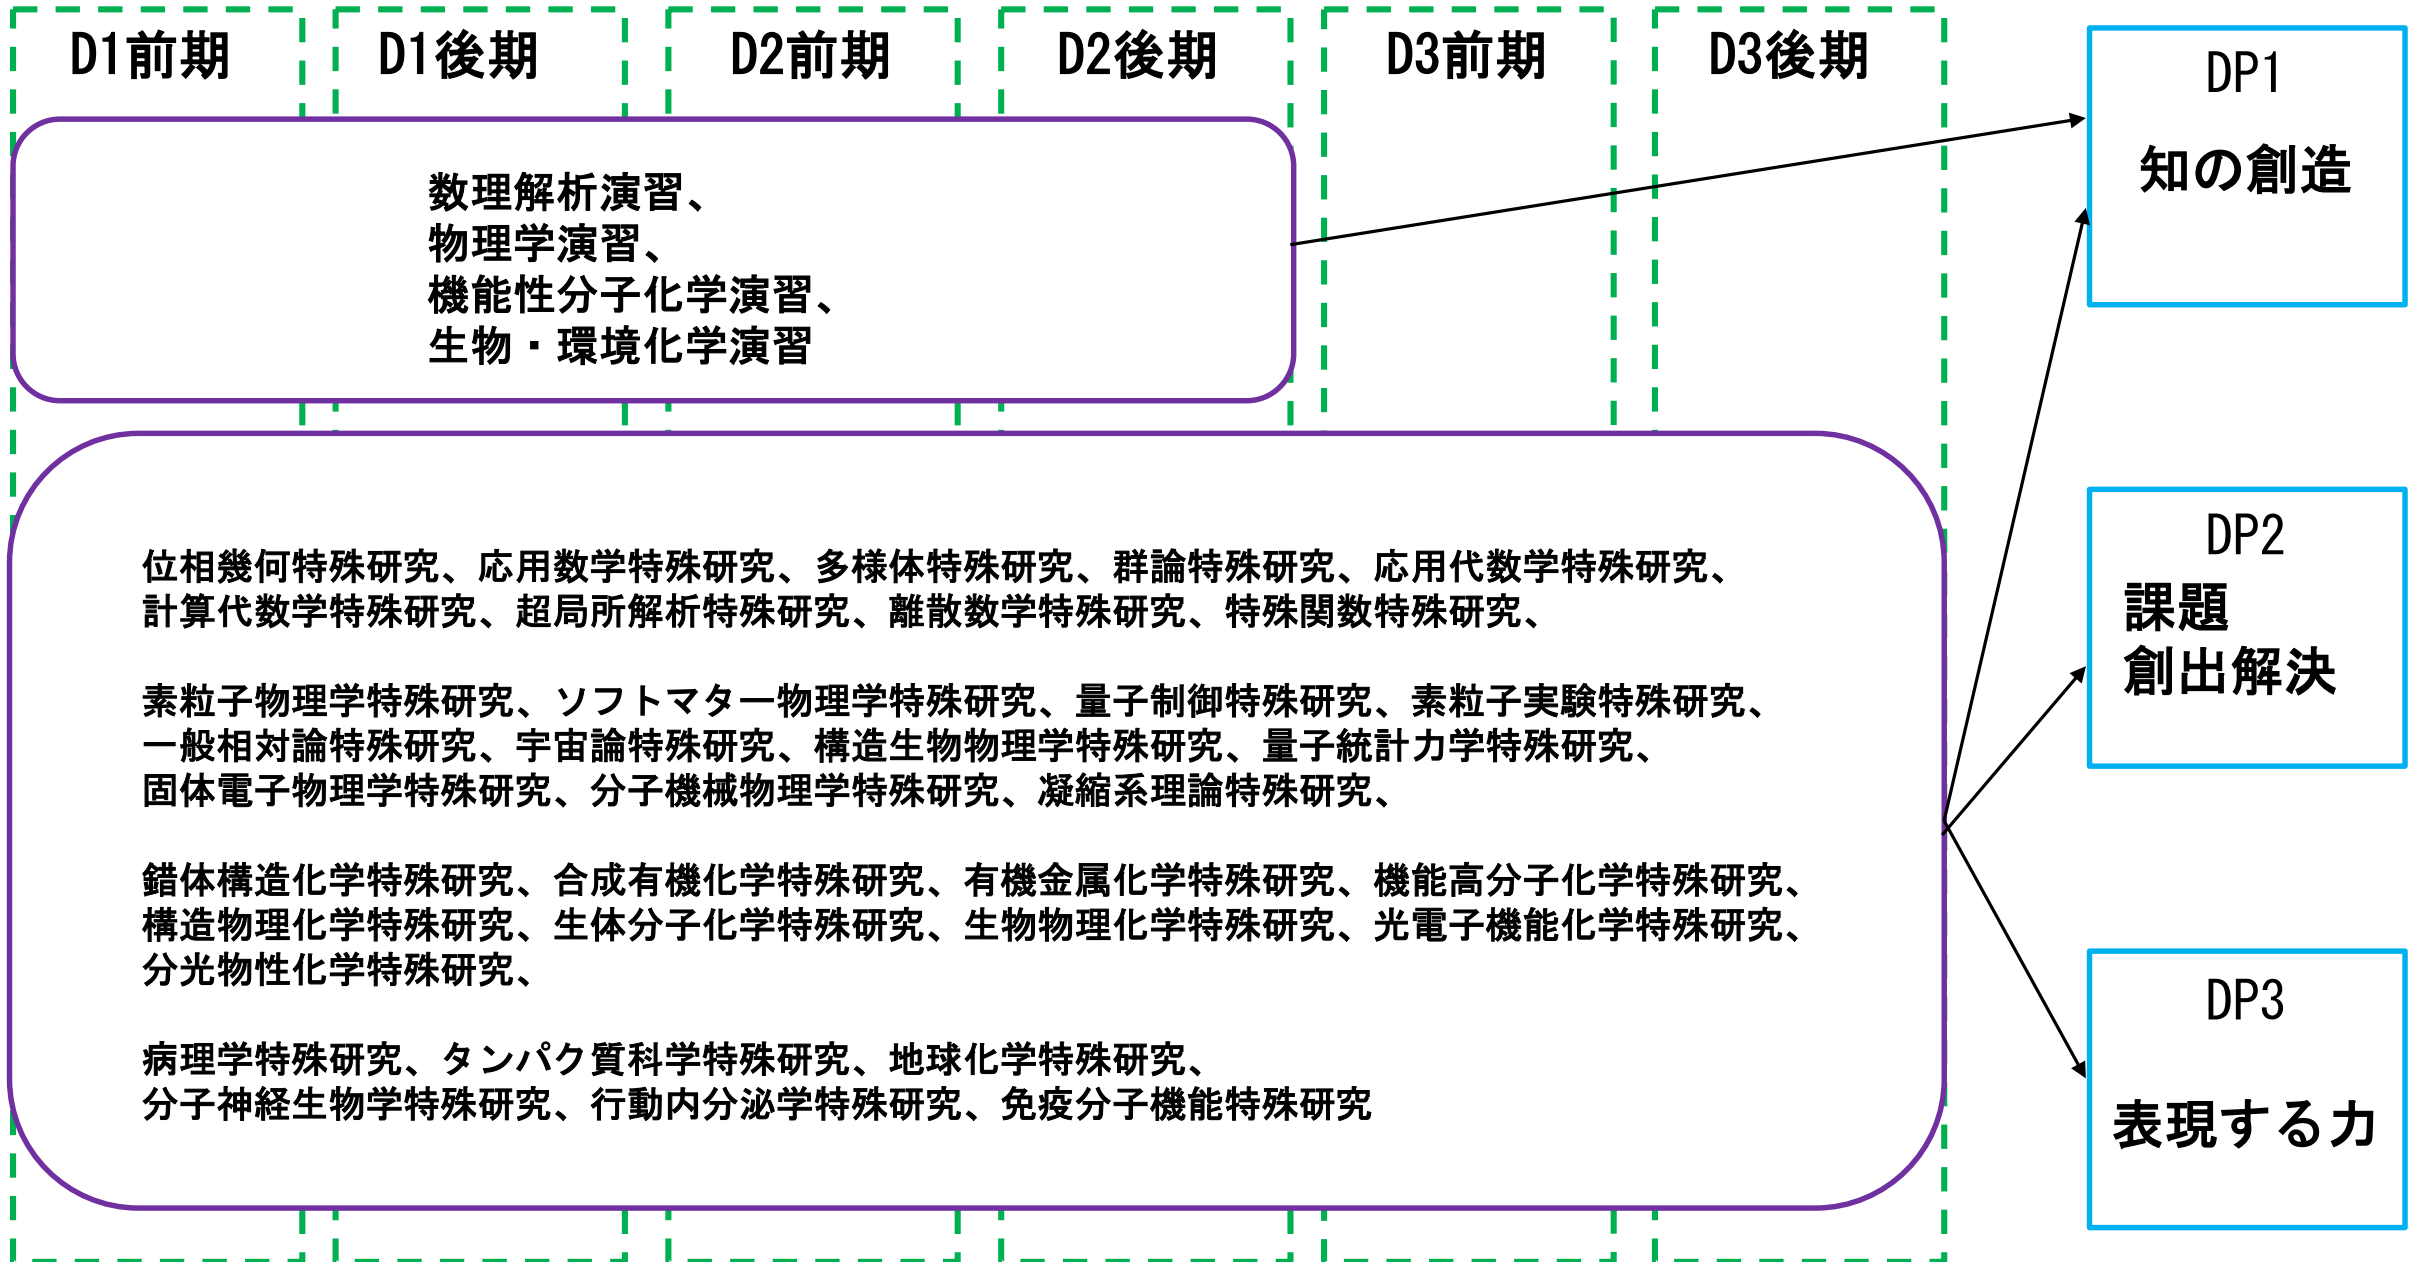 D1前期
D1後期
D2前期
D2後期
D3前期
D3後期
数理解析演習、
物理学演習、
機能性分子化学演習、
生物・環境化学演習
位相幾何特殊研究、応用数学特殊研究、多様体特殊研究、群論特殊研究、応用代数学特殊研究、
計算代数学特殊研究、超局所解析特殊研究、離散数学特殊研究、特殊関数特殊研究、
素粒子物理学特殊研究、ソフトマター物理学特殊研究、量子制御特殊研究、素粒子実験特殊研究、
一般相対論特殊研究、宇宙論特殊研究、構造生物物理学特殊研究、量子統計力学特殊研究、
固体電子物理学特殊研究、分子機械物理学特殊研究、凝縮系理論特殊研究、
錯体構造化学特殊研究、合成有機化学特殊研究、有機金属化学特殊研究、機能高分子化学特殊研究、
構造物理化学特殊研究、生体分子化学特殊研究、生物物理化学特殊研究、光電子機能化学特殊研究、
分光物性化学特殊研究、
病理学特殊研究、タンパク質科学特殊研究、地球化学特殊研究、
分子神経生物学特殊研究、行動内分泌学特殊研究、免疫分子機能特殊研究
DP1
知の創造
DP2
課題
創出解決
DP3
表現する力